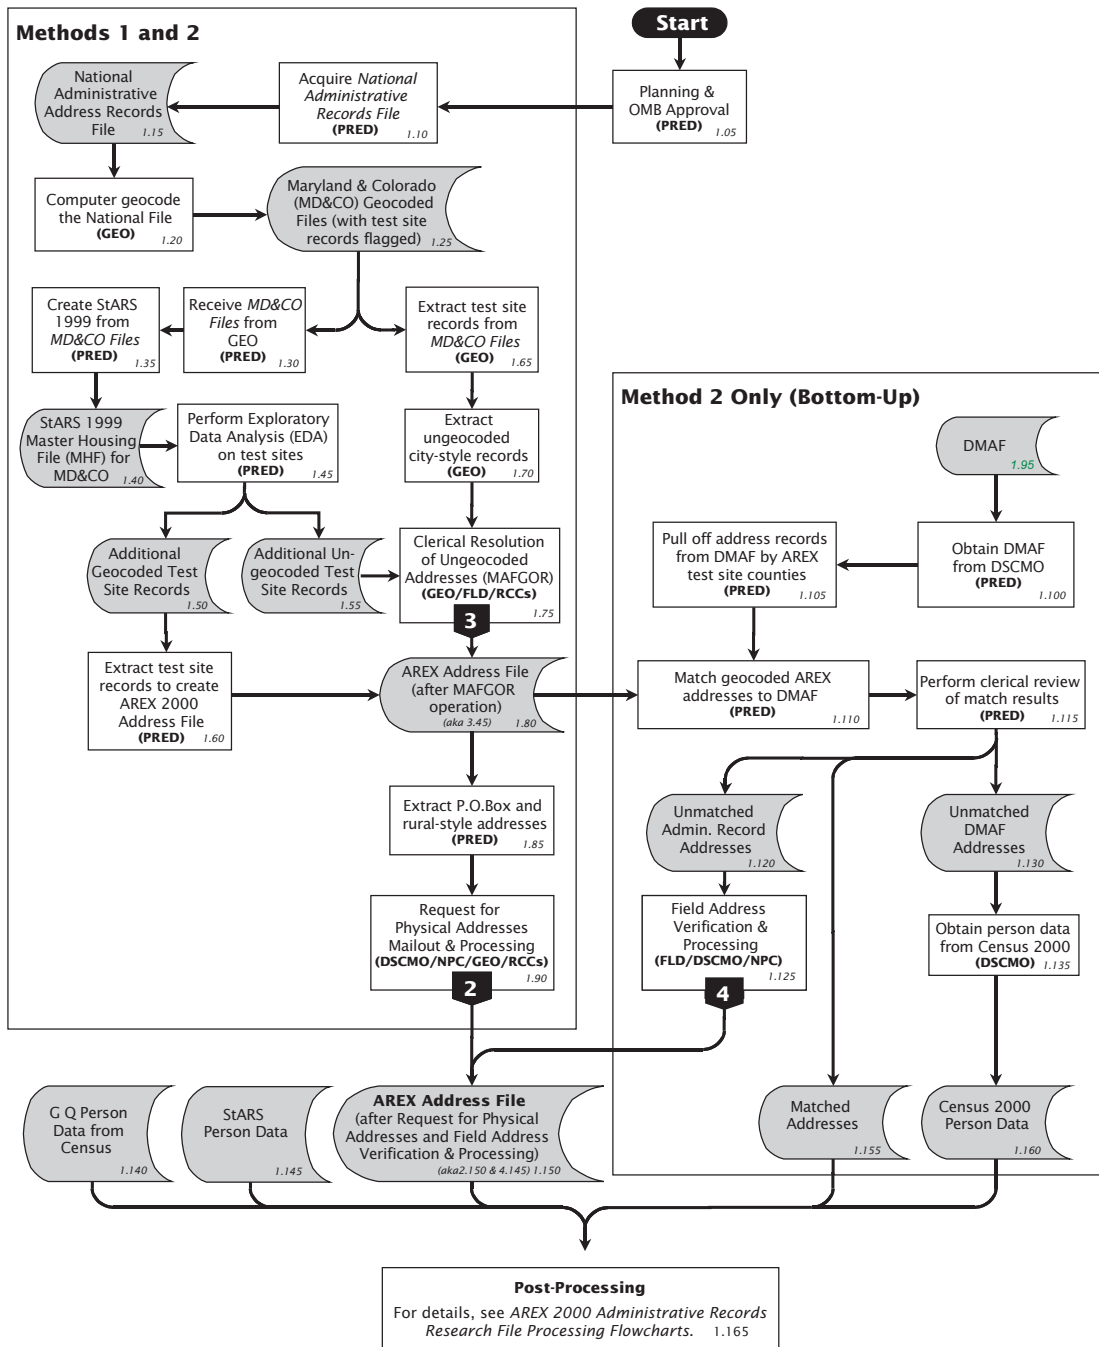 Start
Methods 1 and 2
National
Administrative
Address Records
File 1.15
Acquire National
Administrative
Records File
(PRED)
1.10
Planning &
OMB Approval
(PRED)
1.05
Computer geocode
the National File
(GEO)
1.20
Maryland & Colorado
(MD&CO) Geocoded
Files (with test site
records flagged) 1.25
Create StARS
1999 from
MD&CO Files
(PRED)
1.35
Receive MD&CO
Files from
GEO
(PRED)
1.30
Extract test site
records from
MD&CO Files
(GEO)
1.65
StARS 1999
Master Housing
File (MHF) for
MD&CO 1.40
Perform Exploratory
Data Analysis (EDA)
on test sites
(PRED) 1.45
Extract
ungeocoded
city-style records
(GEO) 1.70
Additional
Geocoded Test
Site Records
1.50
Additional Un-
geocoded Test
Site Records
1.55
Clerical Resolution
of Ungeocoded
Addresses (MAFGOR)
(GEO/FLD/RCCs)
1.75
3
Extract test site
records to create
AREX 2000
Address File
(PRED) 1.60
AREX Address File
(after MAFGOR
operation)
(aka 3.45) 1.80
Extract P.O.Box and
rural-style addresses
(PRED) 1.85
Request for
Physical Addresses
Mailout & Processing
(DSCMO/NPC/GEO/RCCs)
1.90
2
Method 2 Only (Bottom-Up)
DMAF
1.95
Pull off address records
from DMAF by AREX
test site counties
(PRED) 1.105
Obtain DMAF
from DSCMO
(PRED)
1.100
Match geocoded AREX
addresses to DMAF
(PRED) 1.110
Perform clerical review
of match results
(PRED) 1.115
Unmatched
Admin. Record
Addresses
1.120
Unmatched
DMAF
Addresses
1.130
Field Address
Verification &
Processing
(FLD/DSCMO/NPC)
1.125
4
Obtain person data
from Census 2000
(DSCMO) 1.135
G Q Person
Data from
Census
1.140
StARS
Person Data
1.145
AREX Address File
(after Request for Physical
Addresses and Field Address
Verification & Processing)
(aka2.150 & 4.145) 1.150
Matched
Addresses
1.155
Census 2000
Person Data
1.160
Post-Processing
For details, see AREX 2000 Administrative Records
Research File Processing Flowcharts. 1.165